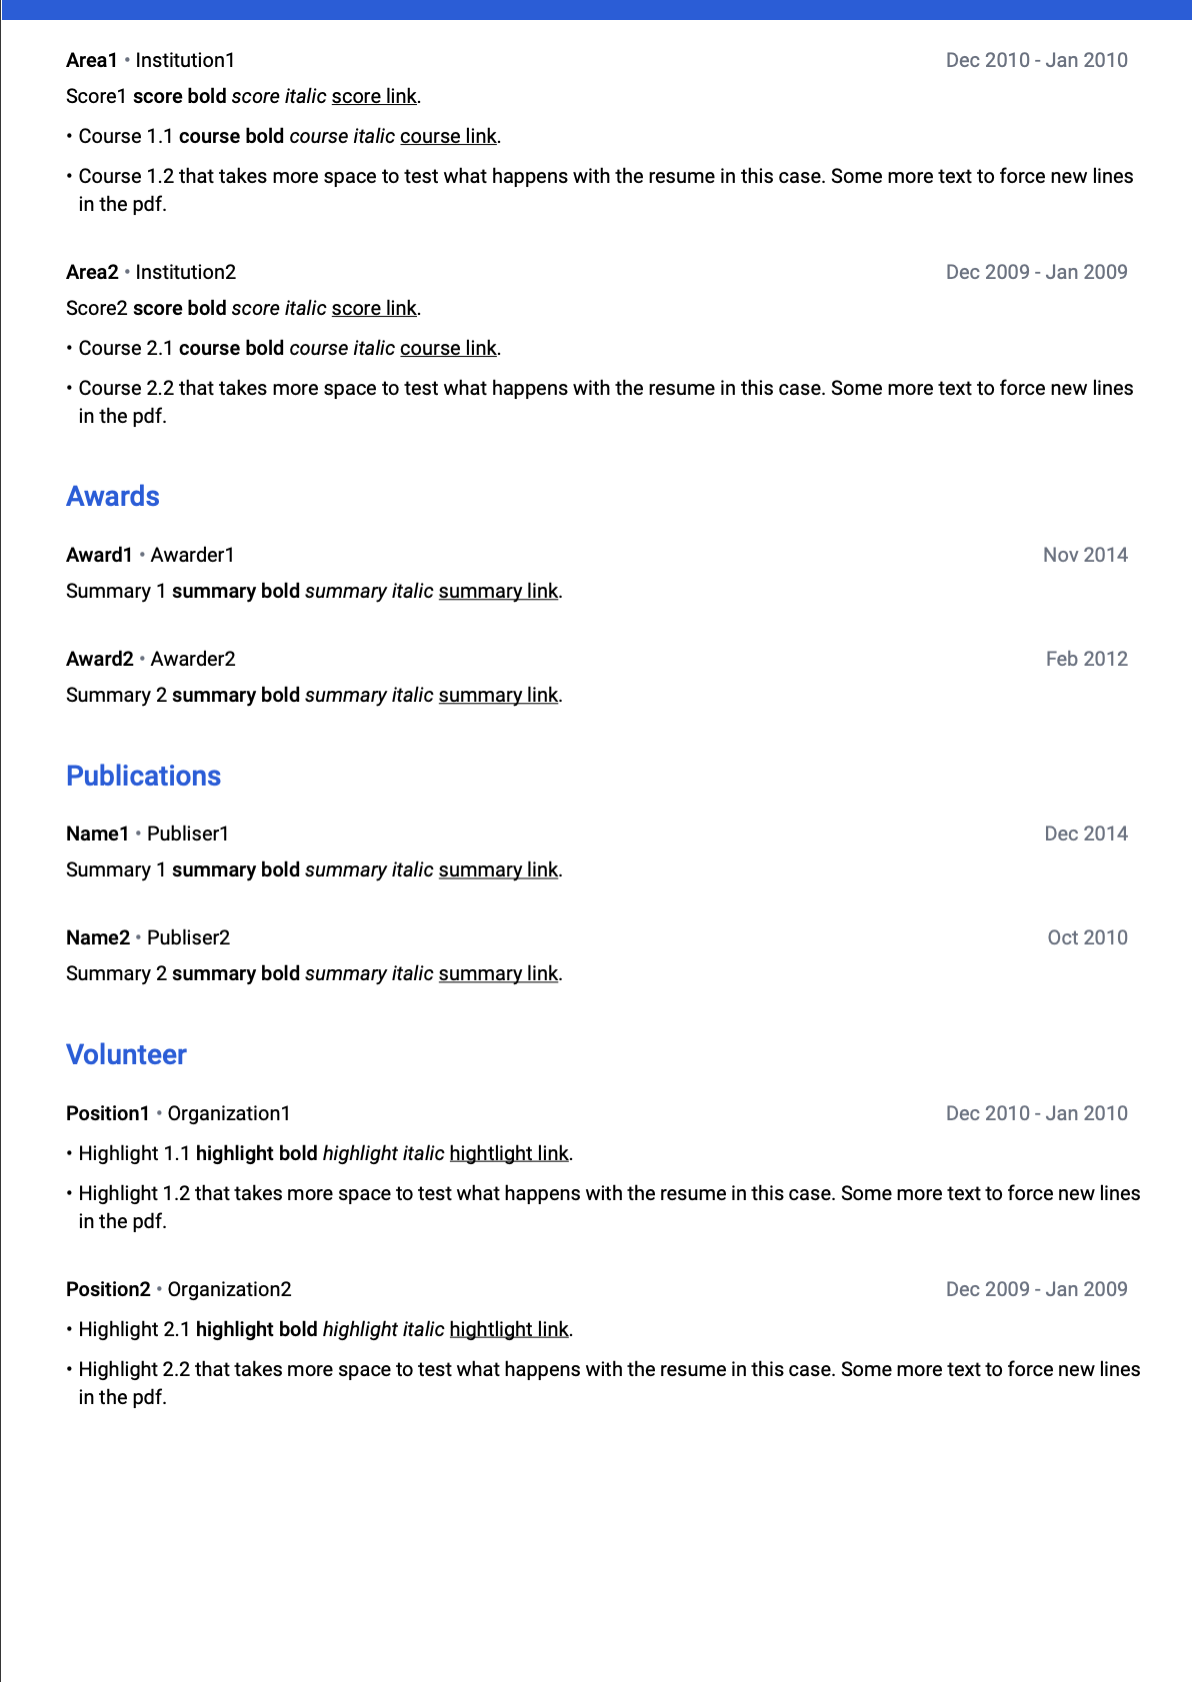 Area1 • Institution1 Dec 2010 - Jan 2010
Score1 score bold score italic score link.
• Course 1.1 course bold course italic course link.
• Course 1.2 that takes more space to test what happens with the resume in this case. Some more text to force new lines
in the pdf.
Area2 • Institution2 Dec 2009 - Jan 2009
Score2 score bold score italic score link.
• Course 2.1 course bold course italic course link.
• Course 2.2 that takes more space to test what happens with the resume in this case. Some more text to force new lines
in the pdf.
Awards
Award1 • Awarder1 Nov 2014
Summary 1 summary bold summary italic summary link.
Award2 • Awarder2 Feb 2012
Summary 2 summary bold summary italic summary link.
Publications
Name1 • Publiser1 Dec 2014
Summary 1 summary bold summary italic summary link.
Name2 • Publiser2 Oct 2010
Summary 2 summary bold summary italic summary link.
Volunteer
Position1 • Organization1 Dec 2010 - Jan 2010
• Highlight 1.1 highlight bold highlight italic hightlight link.
• Highlight 1.2 that takes more space to test what happens with the resume in this case. Some more text to force new lines
in the pdf.
Position2 • Organization2 Dec 2009 - Jan 2009
• Highlight 2.1 highlight bold highlight italic hightlight link.
• Highlight 2.2 that takes more space to test what happens with the resume in this case. Some more text to force new lines
in the pdf.